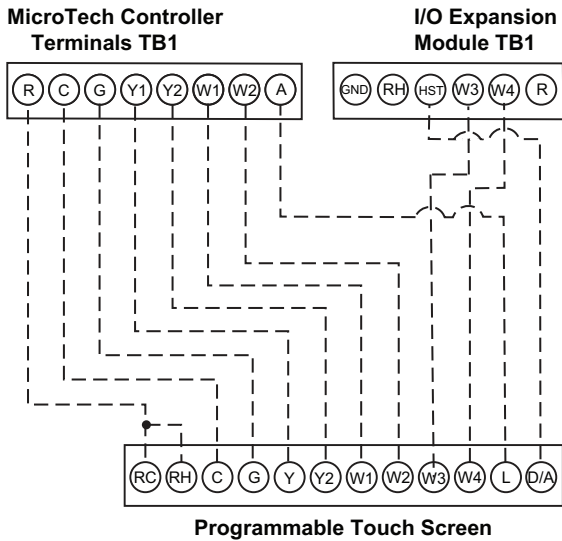 MicroTech Controller
Terminals TB1
I/O Expansion
Module TB1
R C G Y1 Y2 W1 W2 A
GND RH HST W3 W4 R
RC RH C G Y Y2 W1 W2 W3 W4 L D/A
Programmable Touch Screen